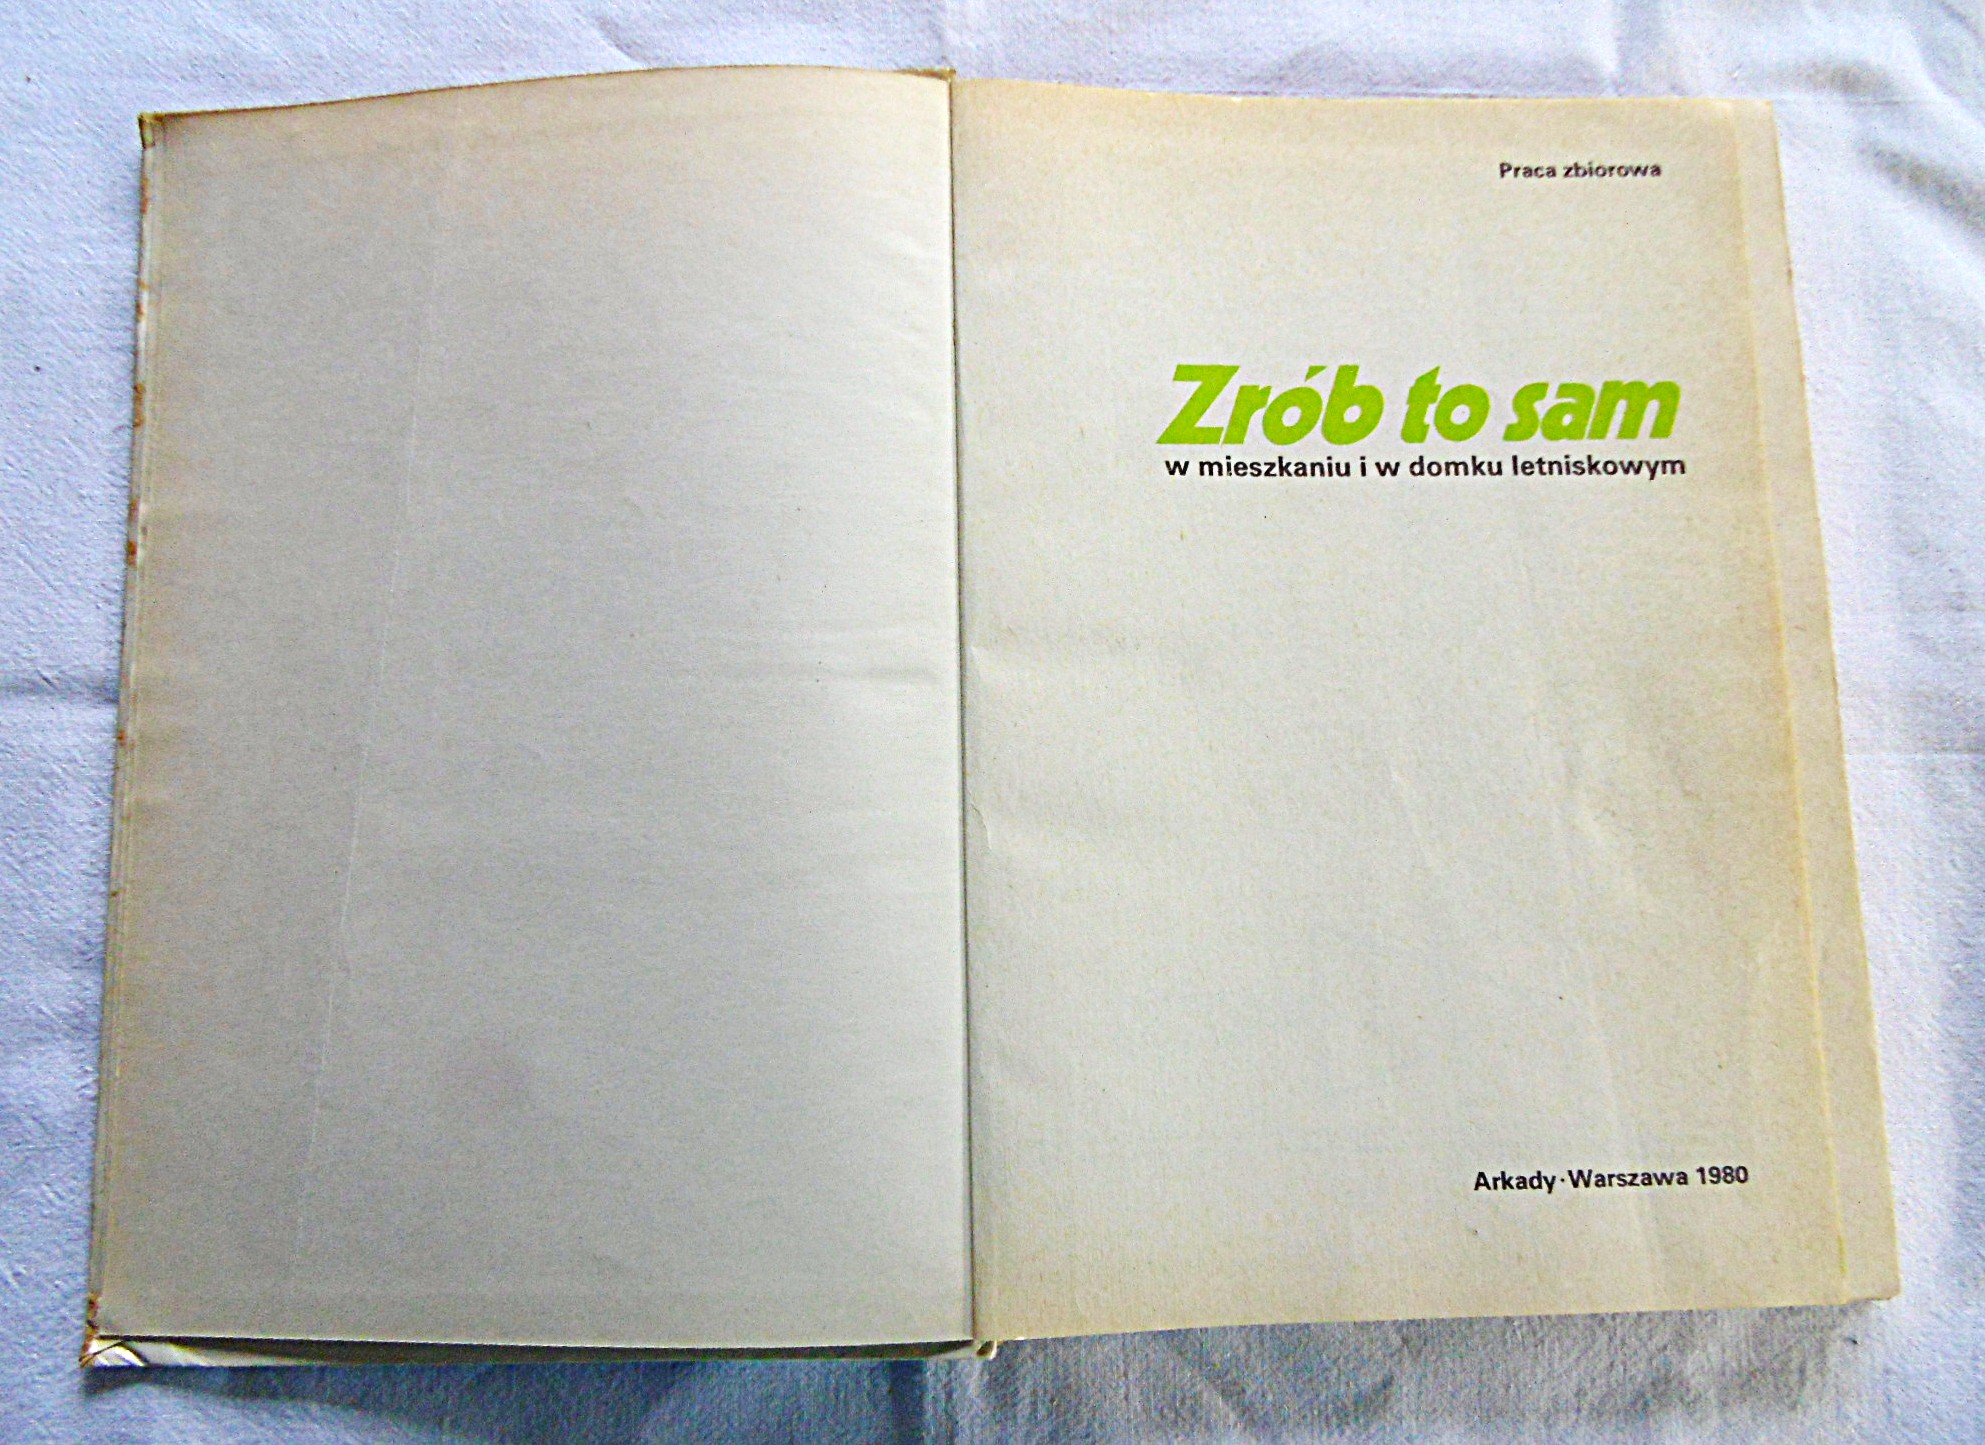 Praca zbiorowa
Zrób to sam
w mieszkaniu i w domku letniskowym
Arkady · Warszawa 1980